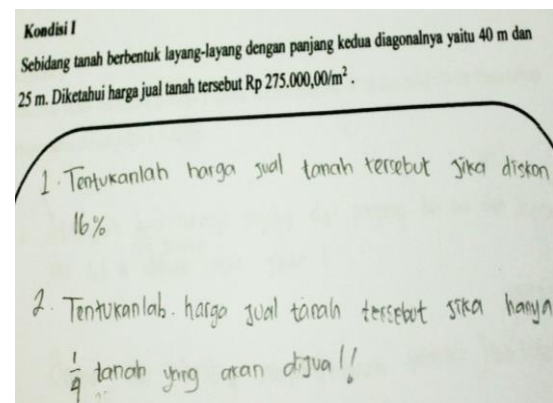 Kondisi I
Sebidang tanah berbentuk layang-layang dengan panjang kedua diagonalnya yaitu 40 m dan
25 m. Diketahui harga jual tanah tersebut Rp 275.000,00/m².
1. Tentukanlah harga jual tanah tersebut jika diskon
16%
2. Tentukanlah. harga jual tanah tersebut jika hanya
1/4 tanah yang akan dijual!!